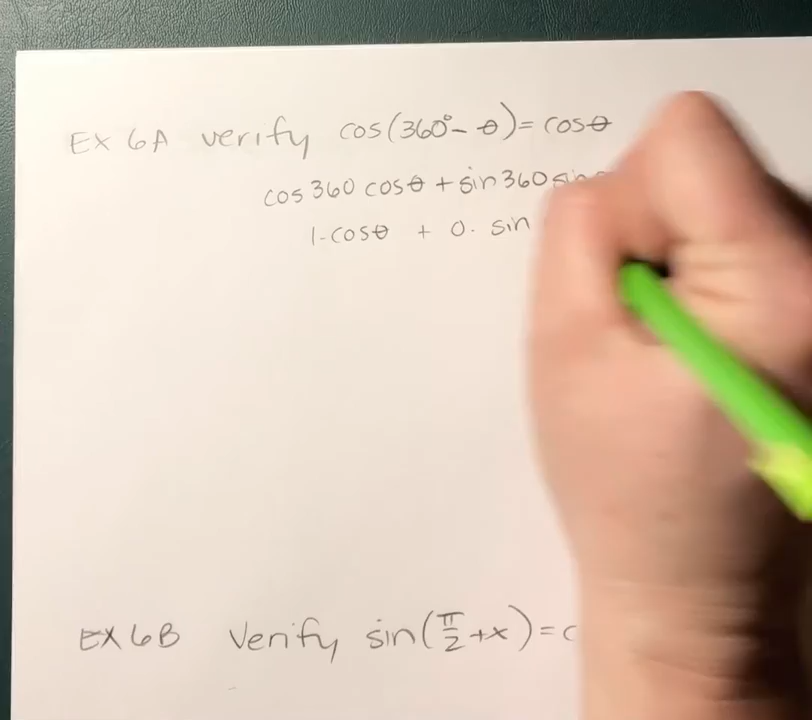 EX 6A verify cos(360°- θ)= cosθ
cos 360 cosθ + sin 360
1·cosθ + 0· sin
EX 6B Verify sin(π/2 +x)=